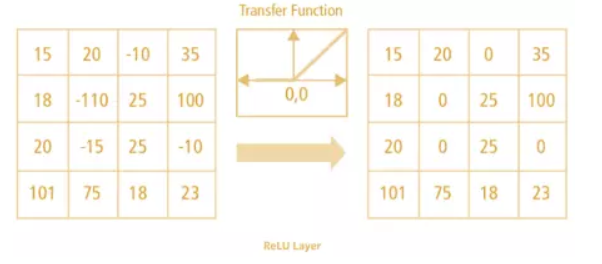 Transfer Function
15 20 -10 35
18 -110 25 100
20 -15 25 -10
101 75 18 23
0,0
15 20 0 35
18 0 25 100
20 0 25 0
101 75 18 23
ReLU Layer